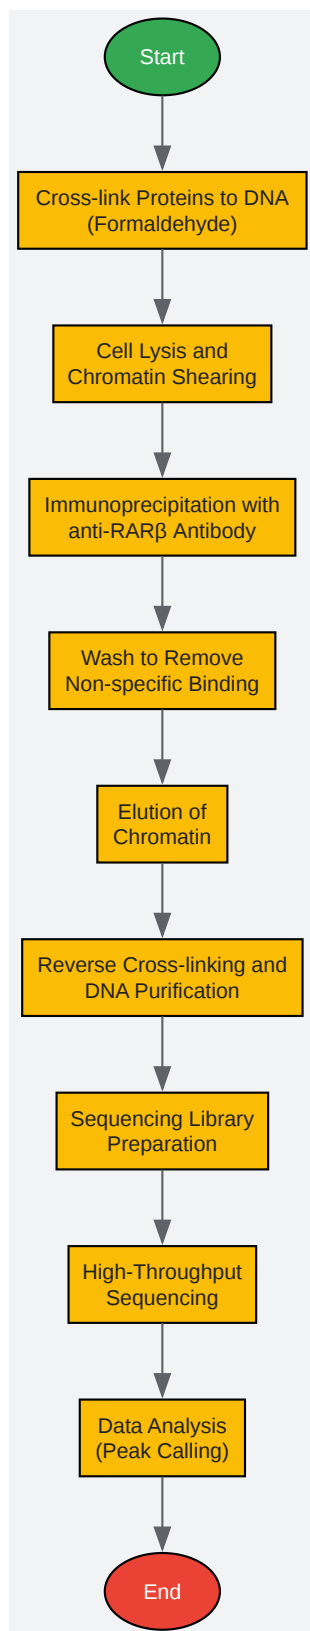 Start
Cross-link Proteins to DNA
(Formaldehyde)
Cell Lysis and
Chromatin Shearing
Immunoprecipitation with
anti-RARβ Antibody
Wash to Remove
Non-specific Binding
Elution of
Chromatin
Reverse Cross-linking and
DNA Purification
Sequencing Library
Preparation
High-Throughput
Sequencing
Data Analysis
(Peak Calling)
End